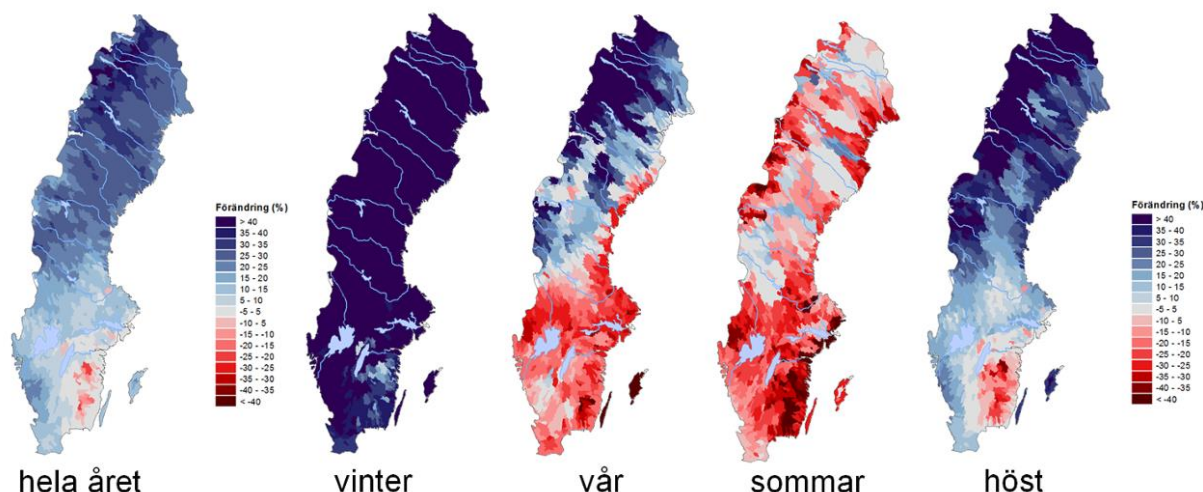 Förändring (%)
> 40
35 - 40
30 - 35
25 - 30
20 - 25
15 - 20
10 - 15
5 - 10
-5 - 5
-10 - 5
-15 - -10
-20 - -15
-25 - -20
-30 - -25
-35 - -30
-40 - -35
< -40
Förändring (%)
> 40
35 - 40
30 - 35
25 - 30
20 - 25
15 - 20
10 - 15
5 - 10
-5 - 5
-10 - 5
-15 - -10
-20 - -15
-25 - -20
-30 - -25
-35 - -30
-40 - -35
< -40
hela året
vinter
vår
sommar
höst